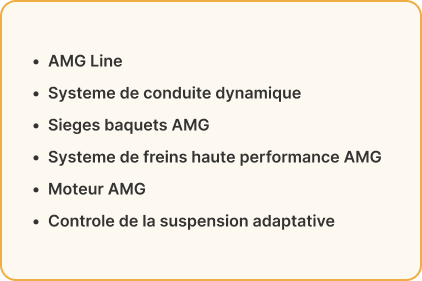 • AMG Line
• Systeme de conduite dynamique
• Sieges baquets AMG
• Systeme de freins haute performance AMG
• Moteur AMG
• Controle de la suspension adaptative